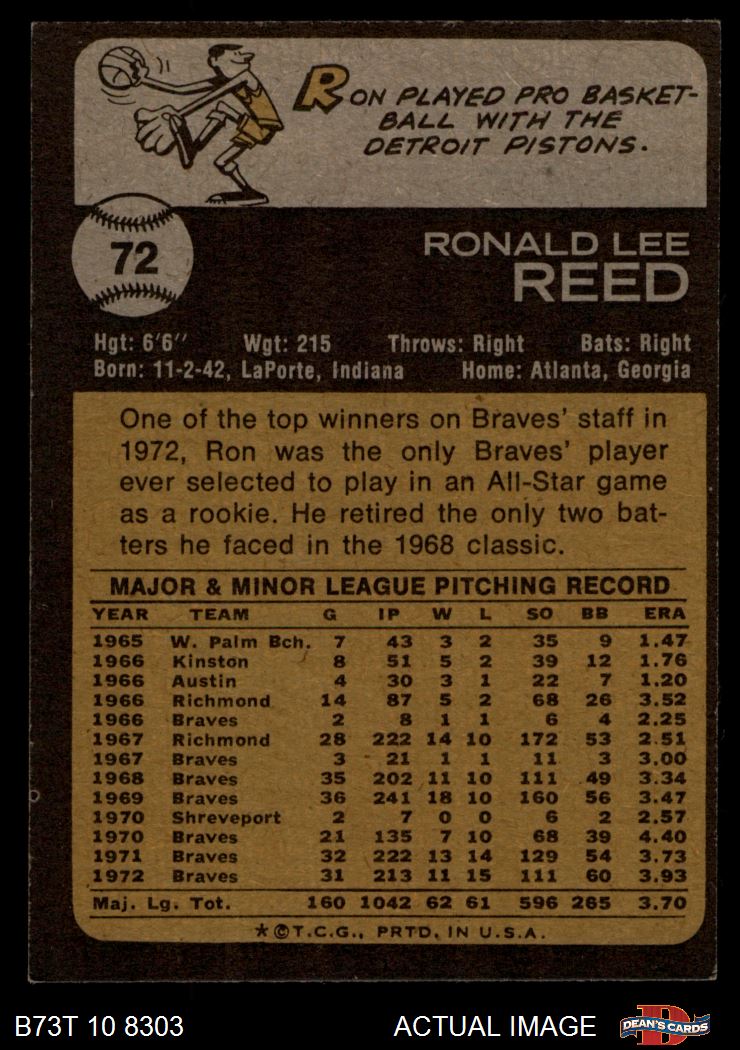 RON PLAYED PRO BASKET-
BALL WITH THE
DETROIT PISTONS.
72
RONALD LEE
REED
Hgt: 6'6" Wgt: 215 Throws: Right Bats: Right
Born: 11-2-42, LaPorte, Indiana Home: Atlanta, Georgia
One of the top winners on Braves' staff in
1972, Ron was the only Braves' player
ever selected to play in an All-Star game
as a rookie. He retired the only two bat-
ters he faced in the 1968 classic.
MAJOR & MINOR LEAGUE PITCHING RECORD
YEAR TEAM G IP W L SO BB ERA
1965 W. Palm Bch. 7 43 3 2 35 9 1.47
1966 Kinston 8 51 5 2 39 12 1.76
1966 Austin 4 30 3 1 22 7 1.20
1966 Richmond 14 87 5 2 68 26 3.52
1966 Braves 2 8 1 1 6 4 2.25
1967 Richmond 28 222 14 10 172 53 2.51
1967 Braves 3 21 1 1 11 3 3.00
1968 Braves 35 202 11 10 111 49 3.34
1969 Braves 36 241 18 10 160 56 3.47
1970 Shreveport 2 7 0 0 6 2 2.57
1970 Braves 21 135 7 10 68 39 4.40
1971 Braves 32 222 13 14 129 54 3.73
1972 Braves 31 213 11 15 111 60 3.93
Maj. Lg. Tot. 160 1042 62 61 596 265 3.70
*©T.C.G., PRTD. IN U.S.A.
B73T 10 8303 ACTUAL IMAGE D DEAN'S CARDS